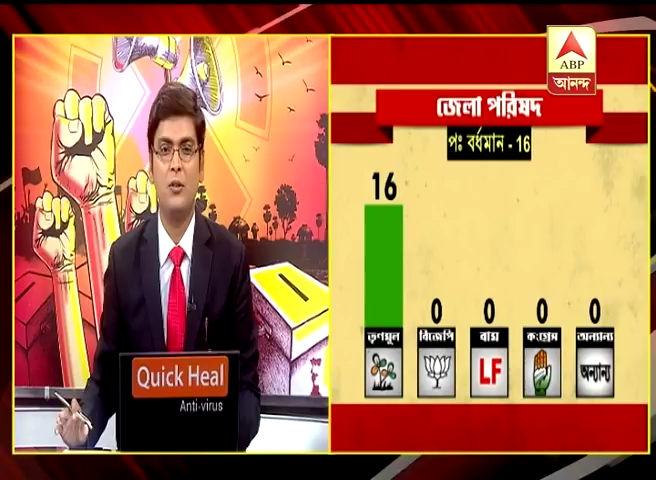 ABP
আনন্দ
জেলা পরিষদ
পঃ বর্ধমান - 16
16 0 0 0 0
তৃণমূল বিজেপি বাম কংগ্রেস অন্যান্য
LF অন্যান্য
Quick Heal
Anti-virus